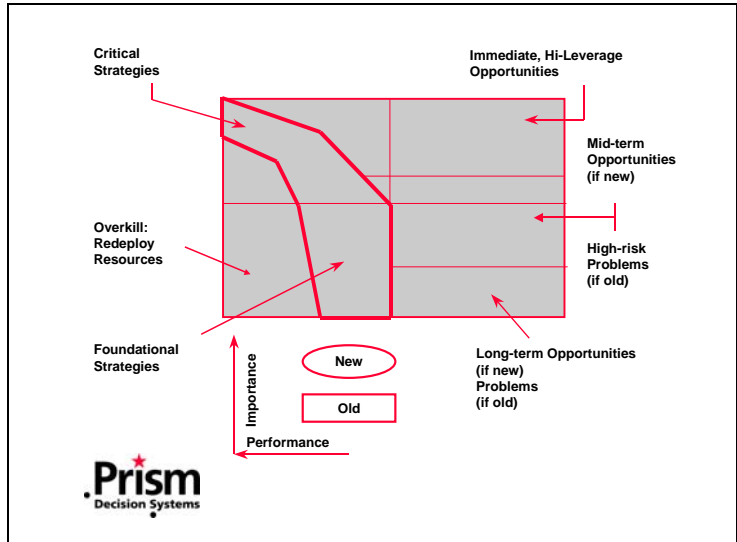 Critical
Strategies
Immediate, Hi-Leverage
Opportunities
Mid-term
Opportunities
(if new)
Overkill:
Redeploy
Resources
High-risk
Problems
(if old)
Foundational
Strategies
Long-term Opportunities
(if new)
Problems
(if old)
New
Old
Importance
Performance
Prism
Decision Systems